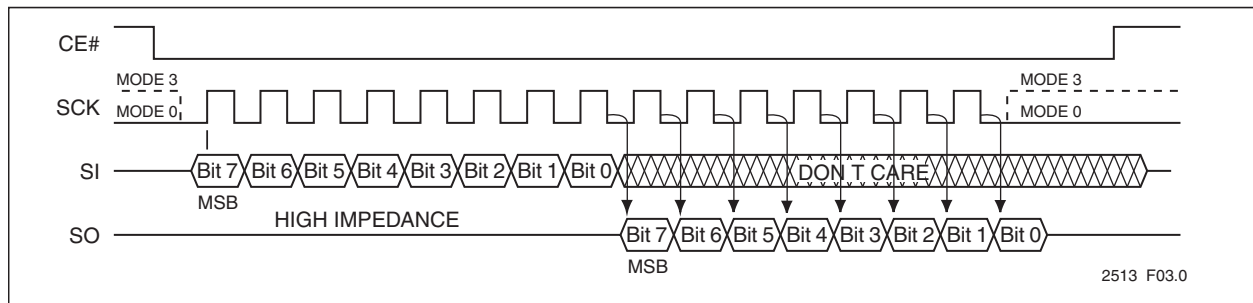 CE#
MODE 3
MODE 3
SCK
MODE 0
MODE 0
SI
Bit 7
Bit 6
Bit 5
Bit 4
Bit 3
Bit 2
Bit 1
Bit 0
DON T CARE
MSB
HIGH IMPEDANCE
SO
Bit 7
Bit 6
Bit 5
Bit 4
Bit 3
Bit 2
Bit 1
Bit 0
MSB
2513 F03.0